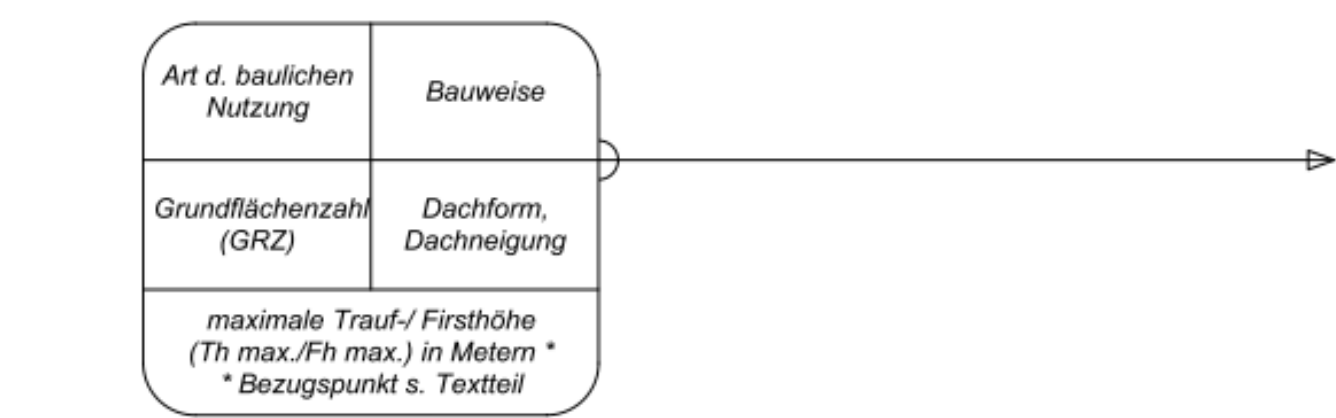 Art d. baulichen
Nutzung
Bauweise
Grundflächenzahl
(GRZ)
Dachform,
Dachneigung
maximale Trauf-/ Firsthöhe
(Th max./Fh max.) in Metern *
* Bezugspunkt s. Textteil